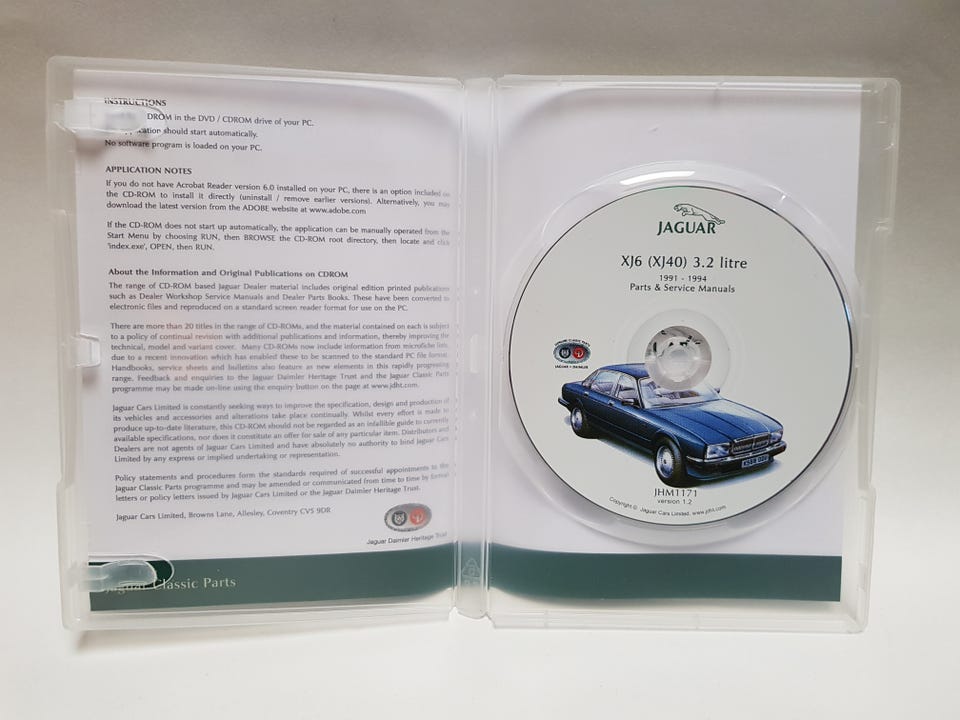 INSTRUCTIONS
DROM in the DVD / CDROM drive of your PC.
should start automatically.
No software program is loaded on your PC.
APPLICATION NOTES
If you do not have Acrobat Reader version 6.0 installed on your PC, there is an option included on
the CD-ROM to install it directly (uninstall / remove earlier versions). Alternatively, you may
download the latest version from the ADOBE website at www.adobe.com
If the CD-ROM does not start up automatically, the application can be manually operated from the
Start Menu by choosing RUN, then BROWSE the CD-ROM root directory, then locate and click
'index.exe', OPEN, then RUN.
About the Information and Original Publications on CDROM
The range of CD-ROM based Jaguar Dealer material includes original edition printed publications
such as Dealer Workshop Service Manuals and Dealer Parts Books. These have been converted to
electronic files and reproduced on a standard screen reader format for use on the PC.
There are more than 20 titles in the range of CD-ROMs, and the material contained on each is subject
to a policy of continual revision with additional publications and information, thereby improving the
technical, model and variant cover. Many CD-ROMs now include information from microfiche lists,
due to a recent innovation which has enabled these to be scanned to the standard PC file format.
Handbooks, service sheets and bulletins also feature as new elements in this rapidly progressing
range. Feedback and enquiries to the Jaguar Daimler Heritage Trust and the Jaguar Classic Parts
programme may be made on-line using the enquiry button on the page at www.jdht.com.
Jaguar Cars Limited is constantly seeking ways to improve the specification, design and production of
its vehicles and accessories and alterations take place continually. Whilst every effort is made to
produce up-to-date literature, this CD-ROM should not be regarded as an infallible guide to currently
available specifications, nor does it constitute an offer for sale of any particular item. Distributors and
Dealers are not agents of Jaguar Cars Limited and have absolutely no authority to bind Jaguar Cars
Limited by any express or implied undertaking or representation.
Policy statements and procedures form the standards required of successful appointments to the
Jaguar Classic Parts programme and may be amended or communicated from time to time by formal
letters or policy letters issued by Jaguar Cars Limited or the Jaguar Daimler Heritage Trust.
Jaguar Cars Limited, Browns Lane, Allesley, Coventry CV5 9DR
Jaguar Daimler Heritage Trust
Jaguar Classic Parts
JAGUAR
XJ6 (XJ40) 3.2 litre
1991 - 1994
Parts & Service Manuals
JAGUAR • DAIMLER
JHM1171
version 1.2
Copyright © Jaguar Cars Limited, www.jdht.com